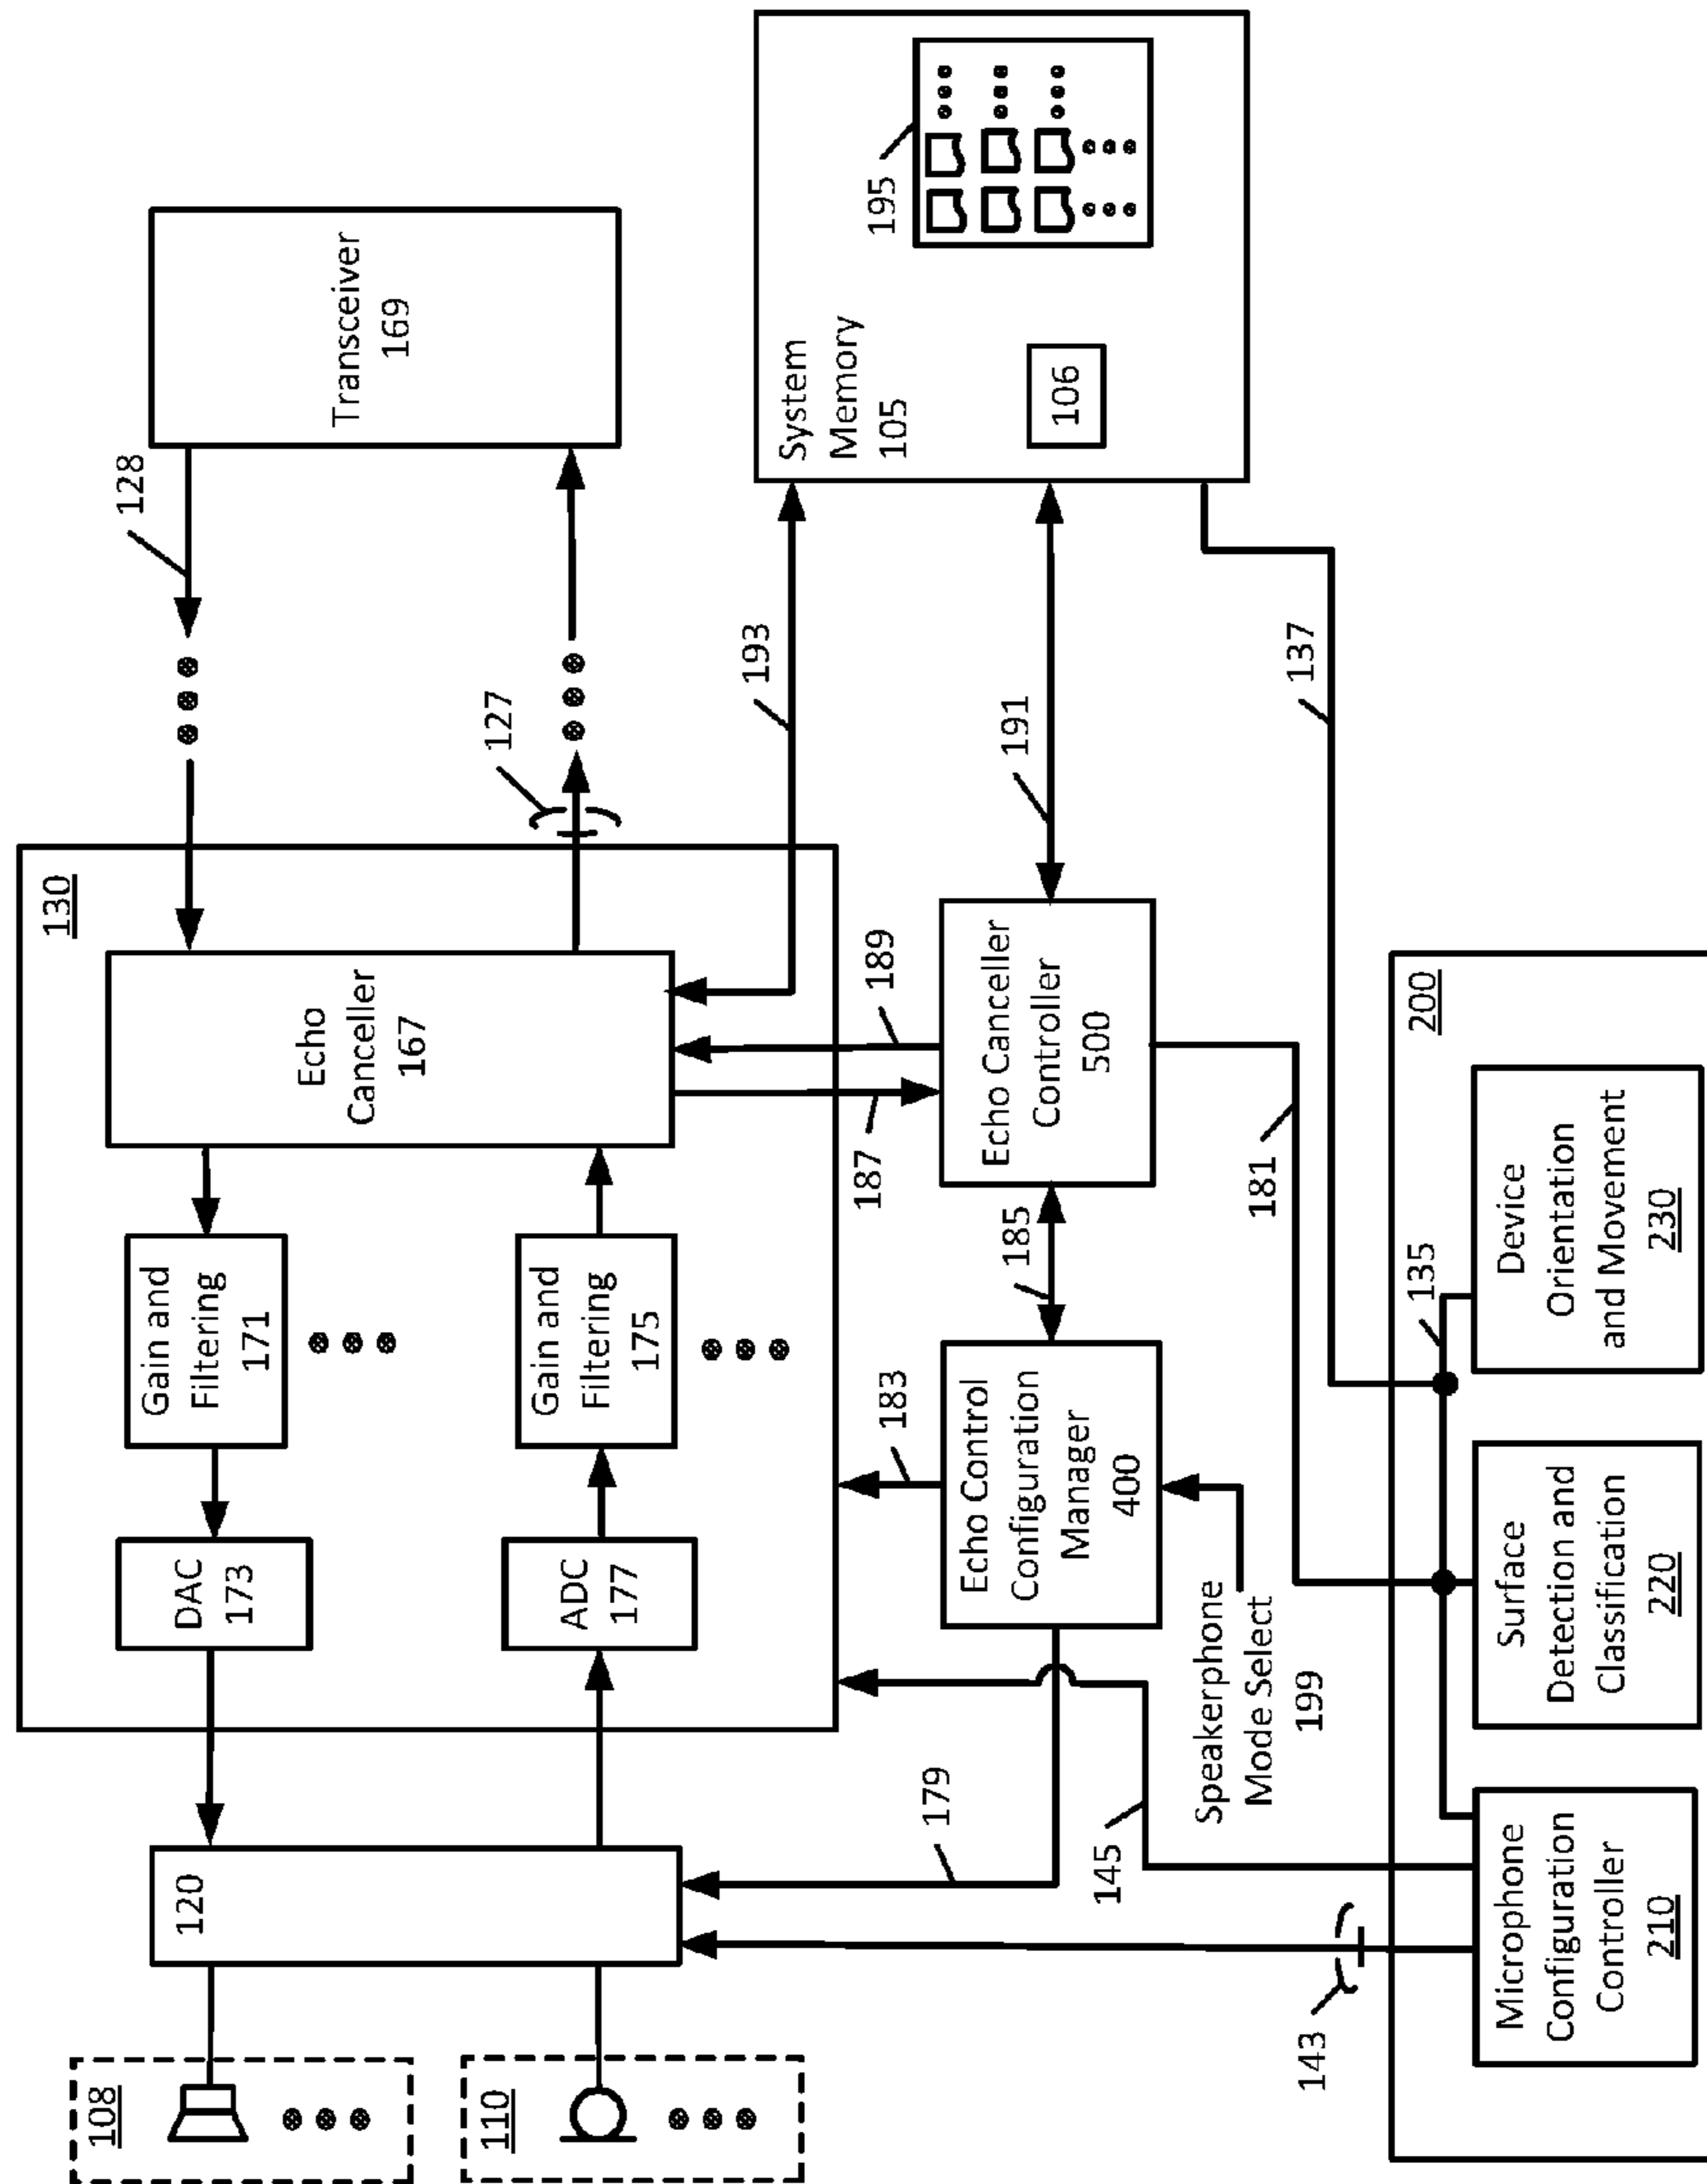 108
110
120
DAC
173
Gain and
Filtering
171
Echo
Canceller
167
130
128
Transceiver
169
ADC
177
Gain and
Filtering
175
127
193
179
183
187
189
Echo Control
Configuration
Manager
400
185
Echo Canceller
Controller
500
191
System
Memory
105
106
195
145
Speakerphone
Mode Select
199
181
137
143
135
200
Microphone
Configuration
Controller
210
Surface
Detection and
Classification
220
Device
Orientation
and Movement
230